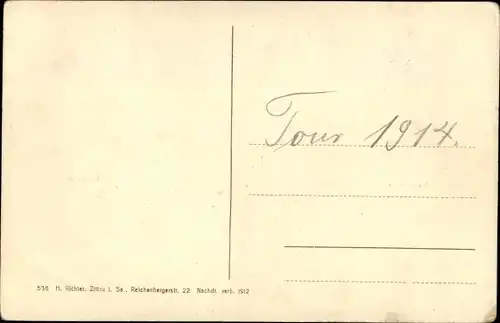 Tour 1914.
538 H. Richter, Zittau i. Sa., Reichenbergerstr. 22. Nachdr. verb. 1912